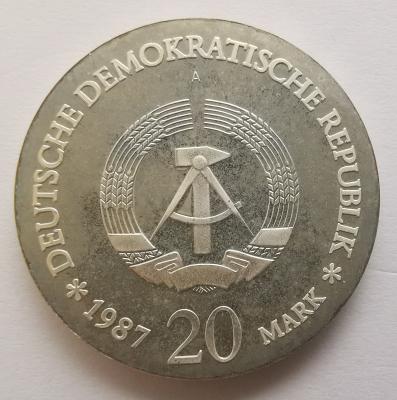 A
DEUTSCHE DEMOKRATISCHE REPUBLIK
* 1987 20 MARK *